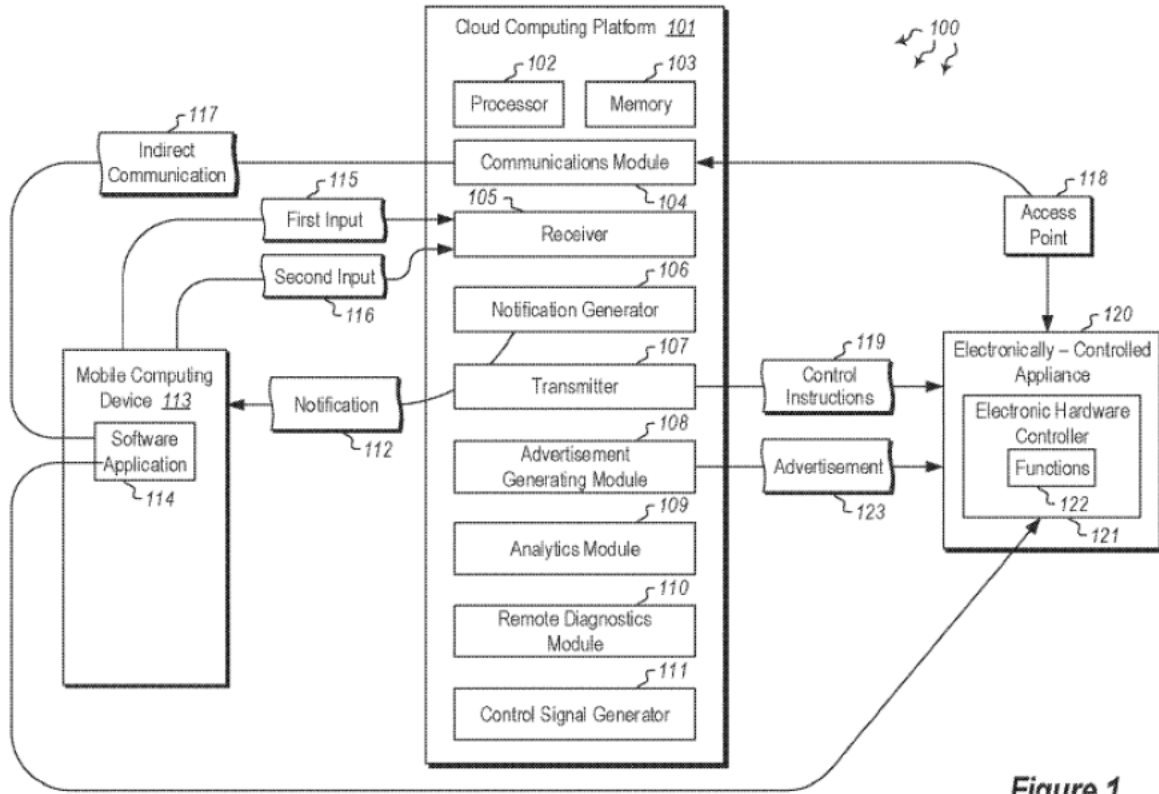 Cloud Computing Platform 101
100
102
103
Processor
Memory
117
Indirect
Communication
Communications Module
104
118
Access
Point
115
First Input
105
Receiver
Second Input
116
106
Notification Generator
107
Transmitter
Mobile Computing
Device 113
Software
Application
114
Notification
112
119
Control
Instructions
120
Electronically – Controlled
Appliance
Electronic Hardware
Controller
Functions
122
121
108
Advertisement
Generating Module
Advertisement
123
109
Analytics Module
110
Remote Diagnostics
Module
111
Control Signal Generator
Figure 1